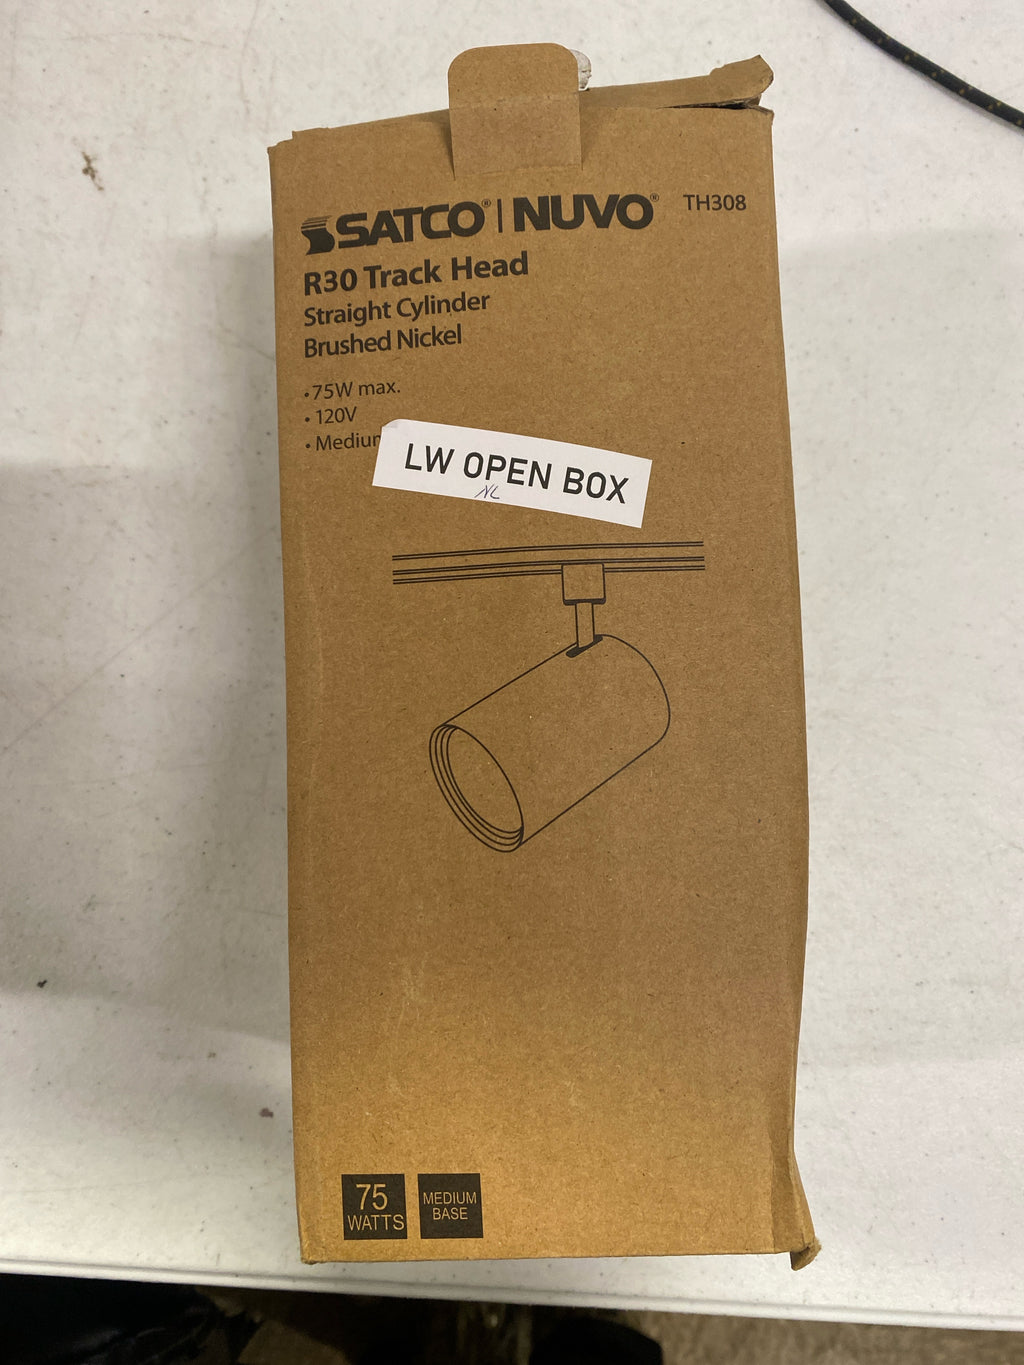 SATCO® | NUVO® TH308
R30 Track Head
Straight Cylinder
Brushed Nickel
• 75W max.
• 120V
• Medium
LW OPEN BOX
NL
75
WATTS
MEDIUM
BASE